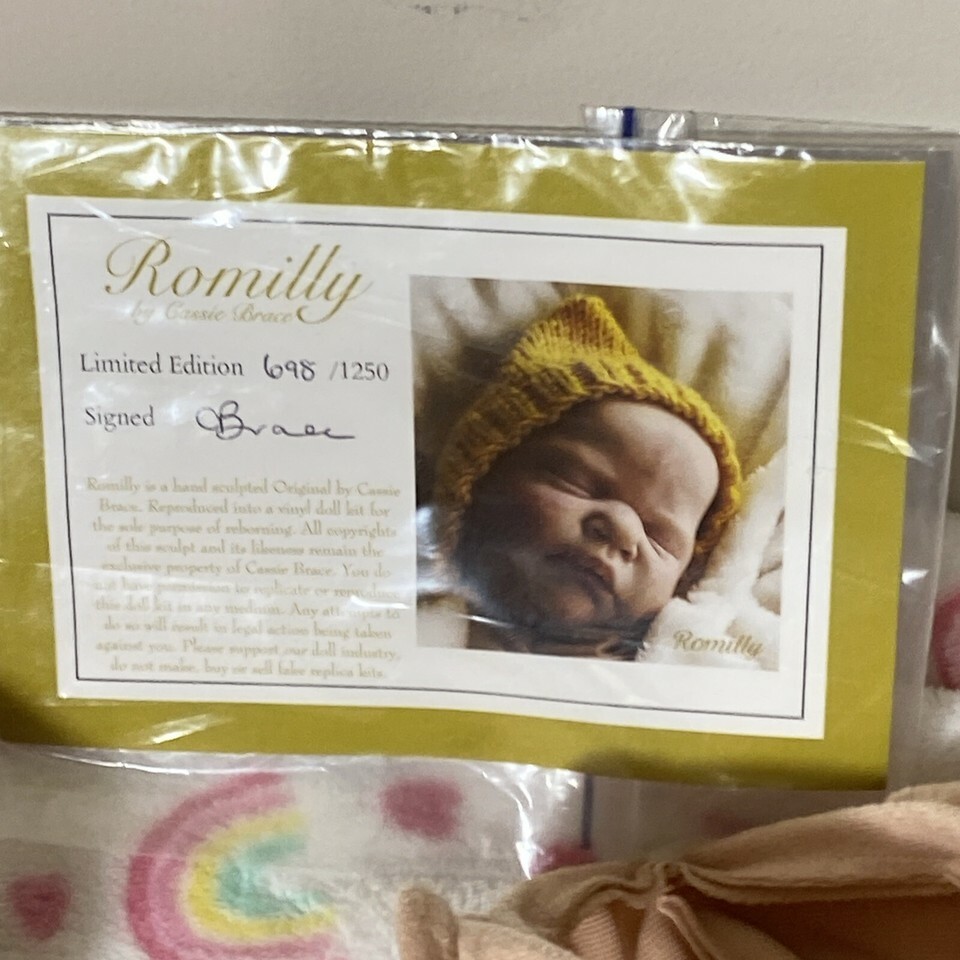 Romilly
by Cassie Brace
Limited Edition 698 /1250
Signed CBrace
Romilly is a hand sculpted Original by Cassie
Brace. Reproduced into a vinyl doll kit for
the sole purpose of reborning. All copyrights
of this sculpt and its likeness remain the
exclusive property of Cassie Brace. You do
not have permission to replicate or reproduce
this doll kit in any medium. Any attempts to
do so will result in legal action being taken
against you. Please support our doll industry,
do not make, buy or sell fake replica kits.
Romilly